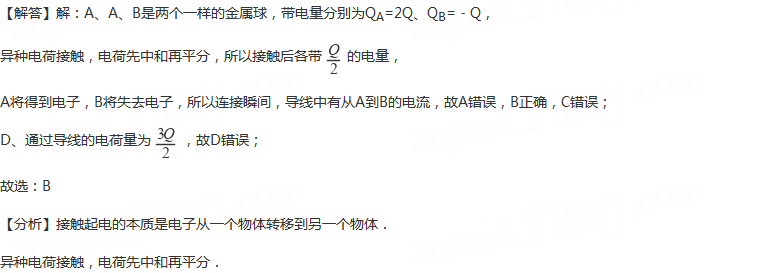 【解答】解：A、A、B是两个一样的金属球，带电量分别为Q_A=2Q、Q_B=﹣Q，
异种电荷接触，电荷先中和再平分，所以接触后各带 Q/2 的电量，
A将得到电子，B将失去电子，所以连接瞬间，导线中有从A到B的电流，故A错误，B正确，C错误；
D、通过导线的电荷量为 3Q/2 ，故D错误；
故选：B
【分析】接触起电的本质是电子从一个物体转移到另一个物体．
异种电荷接触，电荷先中和再平分．